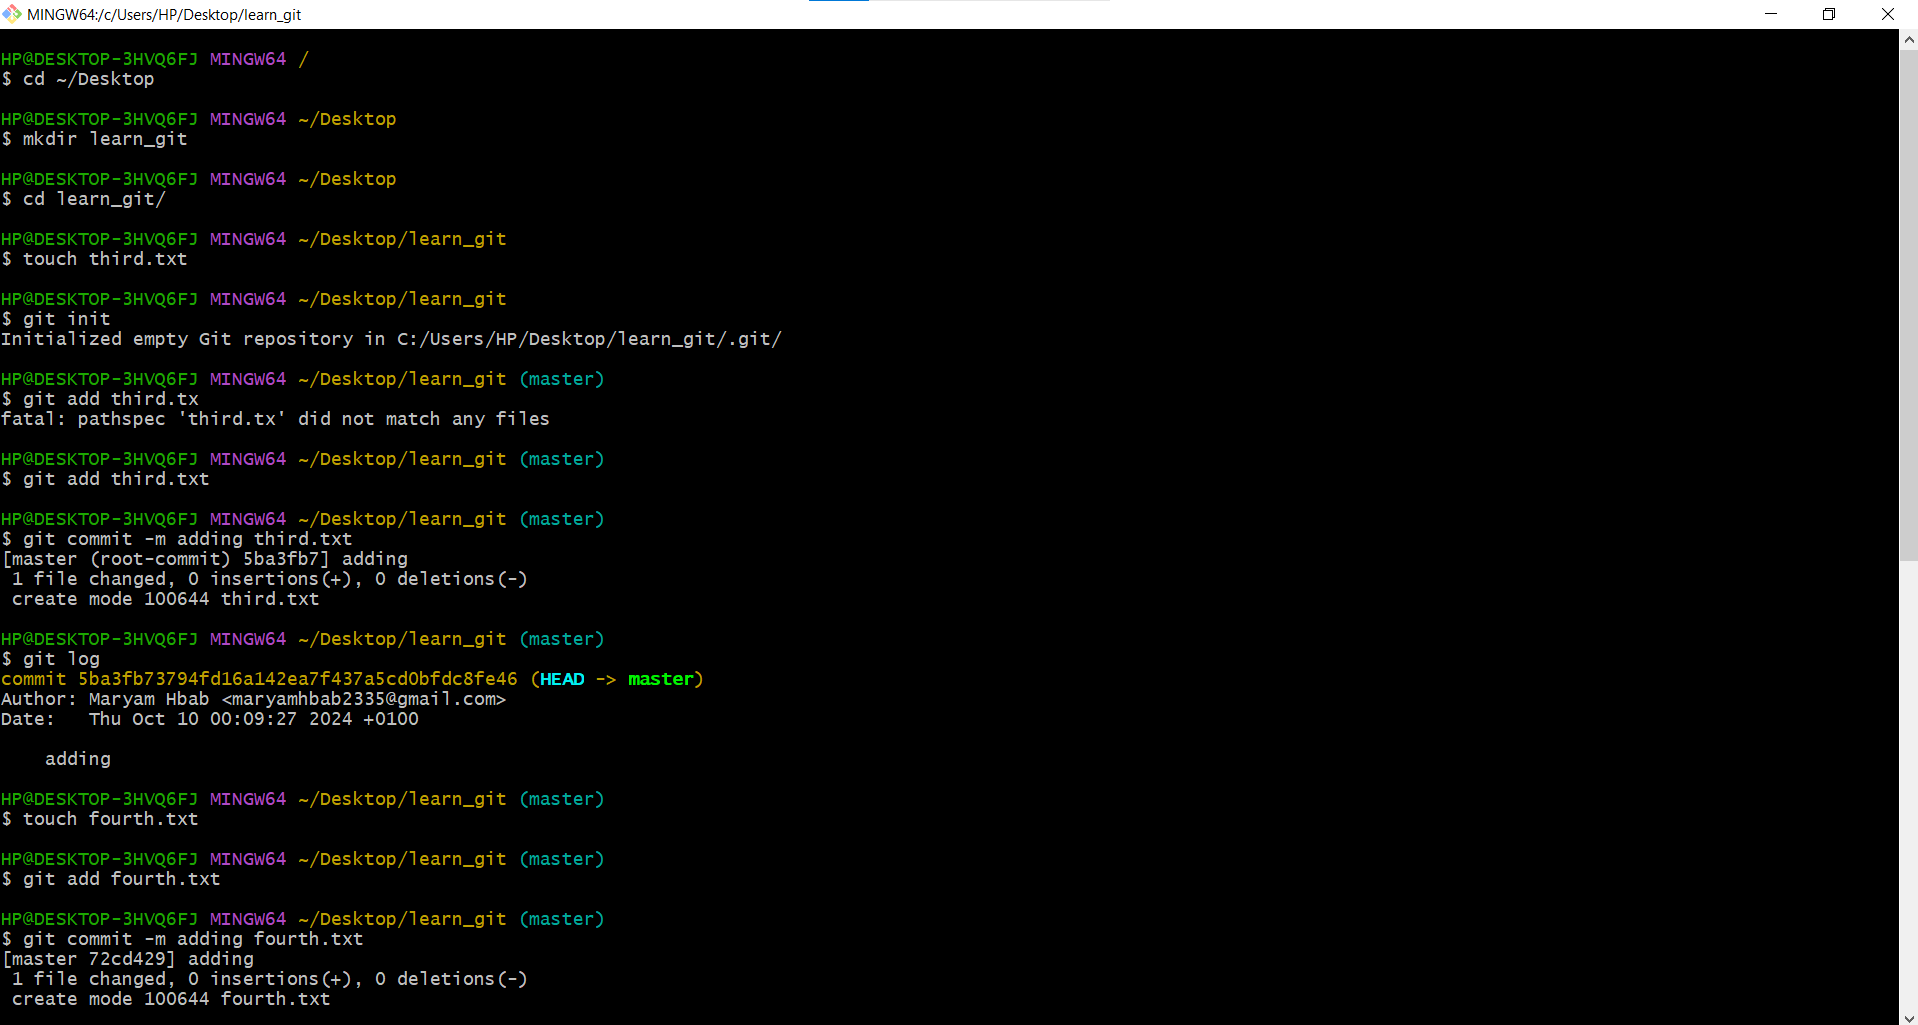 MINGW64:/c/Users/HP/Desktop/learn_git
HP@DESKTOP-3HVQ6FJ MINGW64 /
$ cd ~/Desktop
HP@DESKTOP-3HVQ6FJ MINGW64 ~/Desktop
$ mkdir learn_git
HP@DESKTOP-3HVQ6FJ MINGW64 ~/Desktop
$ cd learn_git/
HP@DESKTOP-3HVQ6FJ MINGW64 ~/Desktop/learn_git
$ touch third.txt
HP@DESKTOP-3HVQ6FJ MINGW64 ~/Desktop/learn_git
$ git init
Initialized empty Git repository in C:/Users/HP/Desktop/learn_git/.git/
HP@DESKTOP-3HVQ6FJ MINGW64 ~/Desktop/learn_git (master)
$ git add third.tx
fatal: pathspec 'third.tx' did not match any files
HP@DESKTOP-3HVQ6FJ MINGW64 ~/Desktop/learn_git (master)
$ git add third.txt
HP@DESKTOP-3HVQ6FJ MINGW64 ~/Desktop/learn_git (master)
$ git commit -m adding third.txt
[master (root-commit) 5ba3fb7] adding
 1 file changed, 0 insertions(+), 0 deletions(-)
 create mode 100644 third.txt
HP@DESKTOP-3HVQ6FJ MINGW64 ~/Desktop/learn_git (master)
$ git log
commit 5ba3fb73794fd16a142ea7f437a5cd0bfdc8fe46 (HEAD -> master)
Author: Maryam Hbab <maryamhbab2335@gmail.com>
Date:   Thu Oct 10 00:09:27 2024 +0100
    adding
HP@DESKTOP-3HVQ6FJ MINGW64 ~/Desktop/learn_git (master)
$ touch fourth.txt
HP@DESKTOP-3HVQ6FJ MINGW64 ~/Desktop/learn_git (master)
$ git add fourth.txt
HP@DESKTOP-3HVQ6FJ MINGW64 ~/Desktop/learn_git (master)
$ git commit -m adding fourth.txt
[master 72cd429] adding
 1 file changed, 0 insertions(+), 0 deletions(-)
 create mode 100644 fourth.txt